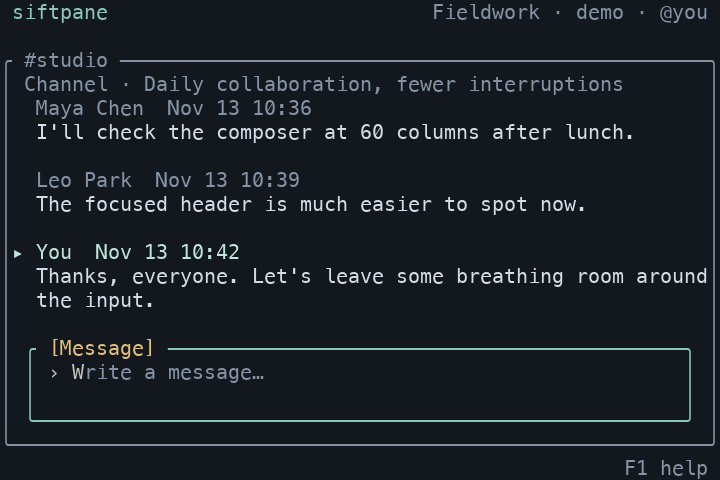 siftpane Fieldwork · demo · @you
#studio
Channel · Daily collaboration, fewer interruptions
Maya Chen Nov 13 10:36
I'll check the composer at 60 columns after lunch.
Leo Park Nov 13 10:39
The focused header is much easier to spot now.
▸ You Nov 13 10:42
Thanks, everyone. Let's leave some breathing room around
the input.
[Message]
› Write a message…
F1 help